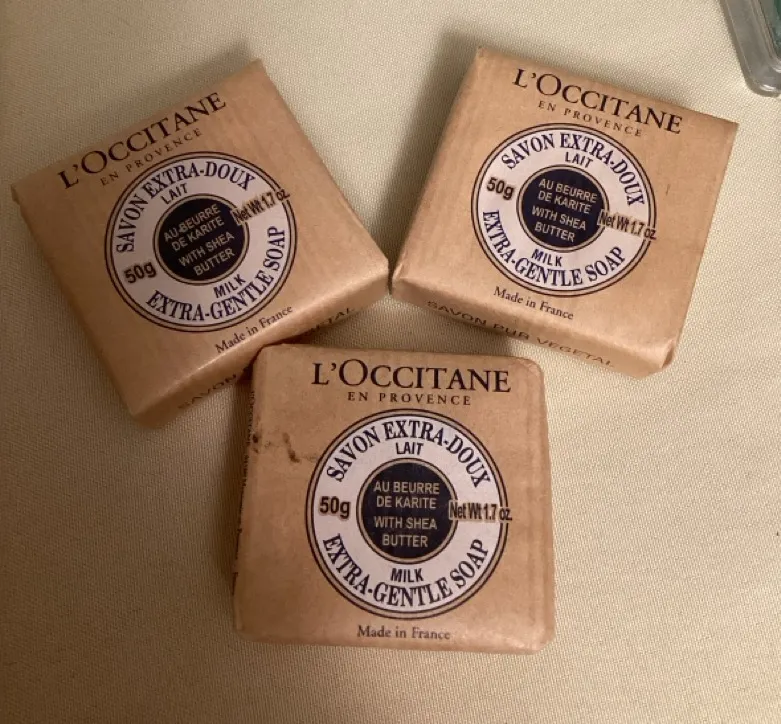 L'OCCITANE
EN PROVENCE
SAVON EXTRA-DOUX
LAIT
50g
AU BEURRE
DE KARITE
WITH SHEA
BUTTER
Net Wt 1.7 oz.
MILK
EXTRA-GENTLE SOAP
Made in France
SAVON VEGETAL
L'OCCITANE
EN PROVENCE
SAVON EXTRA-DOUX
LAIT
50g
AU BEURRE
DE KARITE
WITH SHEA
BUTTER
Net Wt 1.7 oz.
MILK
EXTRA-GENTLE SOAP
Made in France
SAVON PUR VEGETAL
L'OCCITANE
EN PROVENCE
SAVON EXTRA-DOUX
LAIT
50g
AU BEURRE
DE KARITE
WITH SHEA
BUTTER
Net Wt 1.7 oz.
MILK
EXTRA-GENTLE SOAP
Made in France